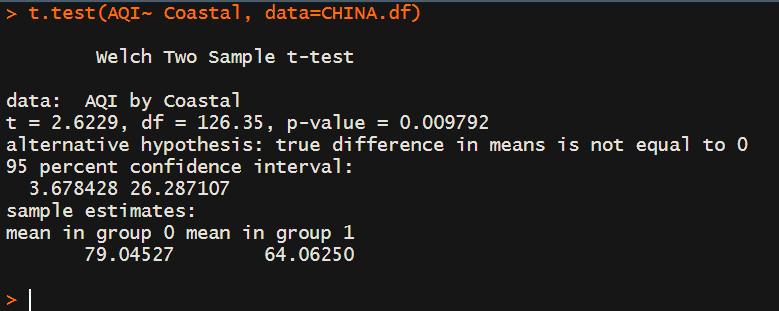 > t.test(AQI~ Coastal, data=CHINA.df)
Welch Two Sample t-test
data:  AQI by Coastal
t = 2.6229, df = 126.35, p-value = 0.009792
alternative hypothesis: true difference in means is not equal to 0
95 percent confidence interval:
3.678428 26.287107
sample estimates:
mean in group 0 mean in group 1
79.04527        64.06250
>